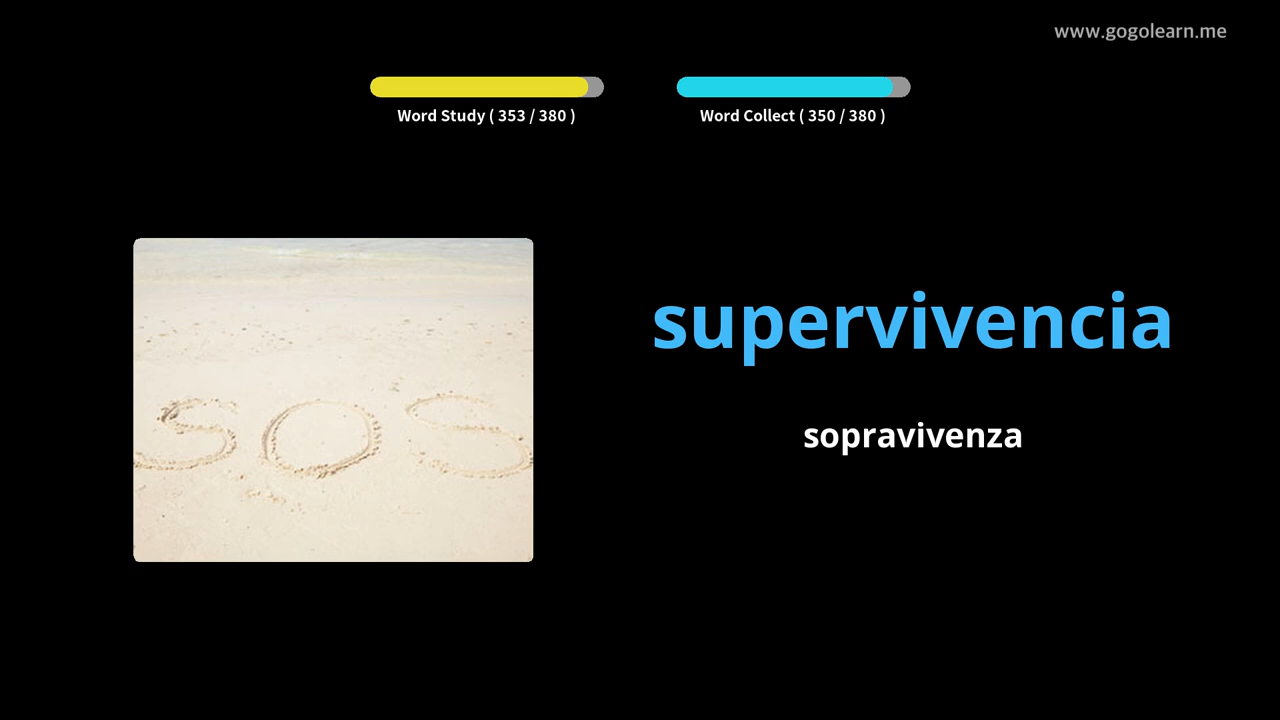 www.gogolearn.me
Word Study ( 353 / 380 )
Word Collect ( 350 / 380 )
supervivencia
sopravivenza
SOS